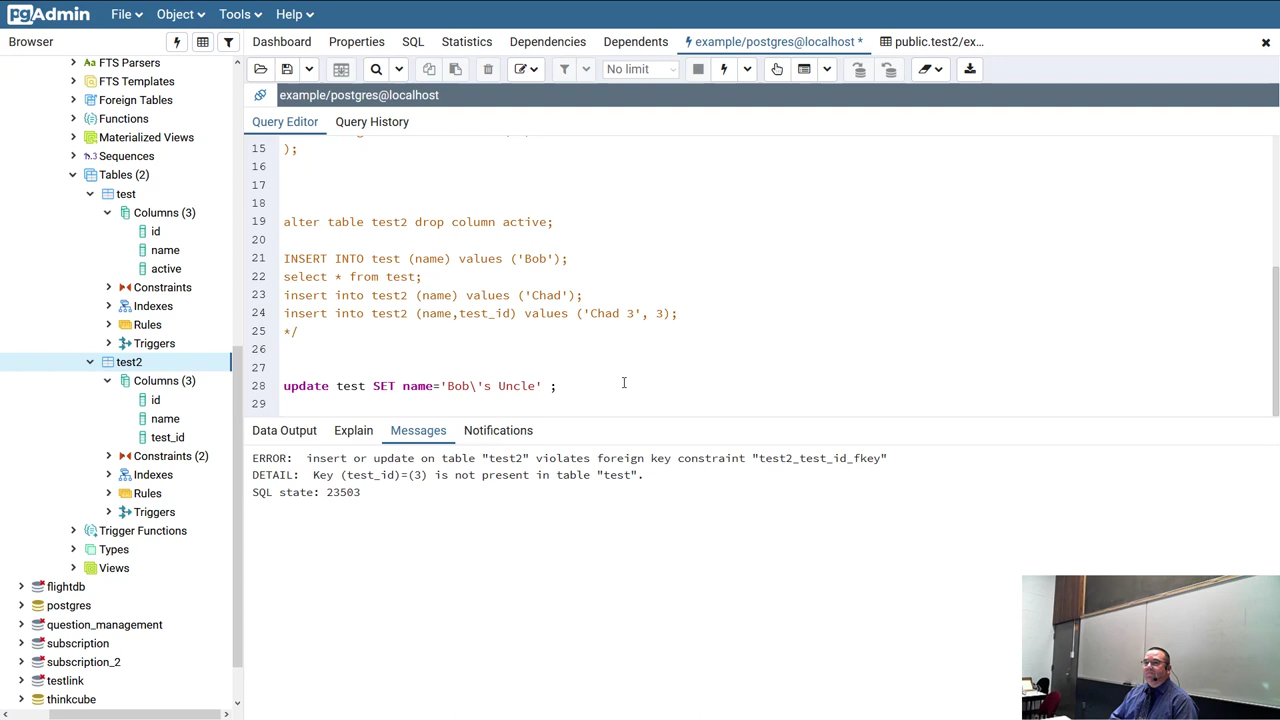 pgAdmin File Object Tools Help
Browser
Dashboard Properties SQL Statistics Dependencies Dependents example/postgres@localhost * public.test2/ex...
No limit
example/postgres@localhost
Query Editor Query History
FTS Parsers
FTS Templates
Foreign Tables
Functions
Materialized Views
Sequences
Tables (2)
test
Columns (3)
id
name
active
Constraints
Indexes
Rules
Triggers
test2
Columns (3)
id
name
test_id
Constraints (2)
Indexes
Rules
Triggers
Trigger Functions
Types
Views
flightdb
postgres
question_management
subscription
subscription_2
testlink
thinkcube
15 );
16
17
18
19 alter table test2 drop column active;
20
21 INSERT INTO test (name) values ('Bob');
22 select * from test;
23 insert into test2 (name) values ('Chad');
24 insert into test2 (name,test_id) values ('Chad 3', 3);
25 */
26
27
28 update test SET name='Bob\'s Uncle' ;
29
Data Output Explain Messages Notifications
ERROR: insert or update on table "test2" violates foreign key constraint "test2_test_id_fkey"
DETAIL: Key (test_id)=(3) is not present in table "test".
SQL state: 23503